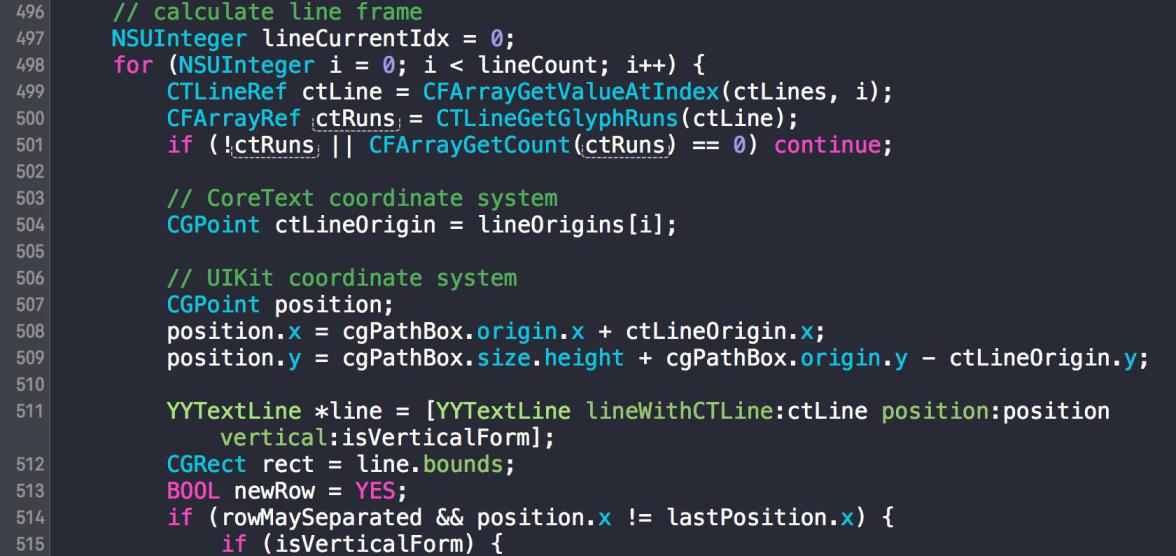 496 // calculate line frame
497 NSUInteger lineCurrentIdx = 0;
498 for (NSUInteger i = 0; i < lineCount; i++) {
499 CTLineRef ctLine = CFArrayGetValueAtIndex(ctLines, i);
500 CFArrayRef ctRuns = CTLineGetGlyphRuns(ctLine);
501 if (!ctRuns || CFArrayGetCount(ctRuns) == 0) continue;
502
503 // CoreText coordinate system
504 CGPoint ctLineOrigin = lineOrigins[i];
505
506 // UIKit coordinate system
507 CGPoint position;
508 position.x = cgPathBox.origin.x + ctLineOrigin.x;
509 position.y = cgPathBox.size.height + cgPathBox.origin.y - ctLineOrigin.y;
510
511 YYTextLine *line = [YYTextLine lineWithCTLine:ctLine position:position
vertical:isVerticalForm];
512 CGRect rect = line.bounds;
513 BOOL newRow = YES;
514 if (rowMaySeparated && position.x != lastPosition.x) {
515 if (isVerticalForm) {